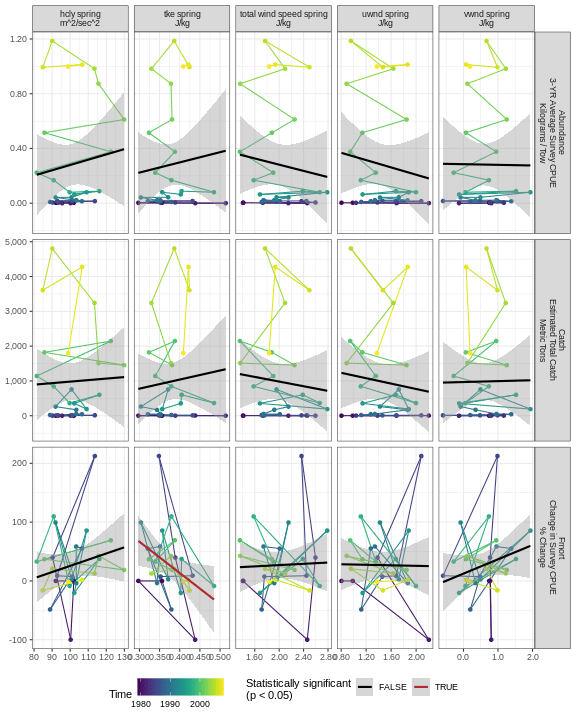 hcly spring
m^2/sec^2
tke spring
J/kg
total wind speed spring
J/kg
uwnd spring
J/kg
vwnd spring
J/kg
1.20
0.80
0.40
0.00
Abundance
3-YR Average Survey CPUE
Kilograms / Tow
5,000
4,000
3,000
2,000
1,000
0
Catch
Estimated Total Catch
Metric Tons
200
100
0
-100
Fmort
Change in Survey CPUE
% Change
80 90 100 110 120 130
0.300 0.350 0.400 0.450 0.500
1.60 2.00 2.40 2.80
0.80 1.20 1.60 2.00
0.0 1.0 2.0
Time
1980 1990 2000
Statistically significant
(p < 0.05)
FALSE
TRUE